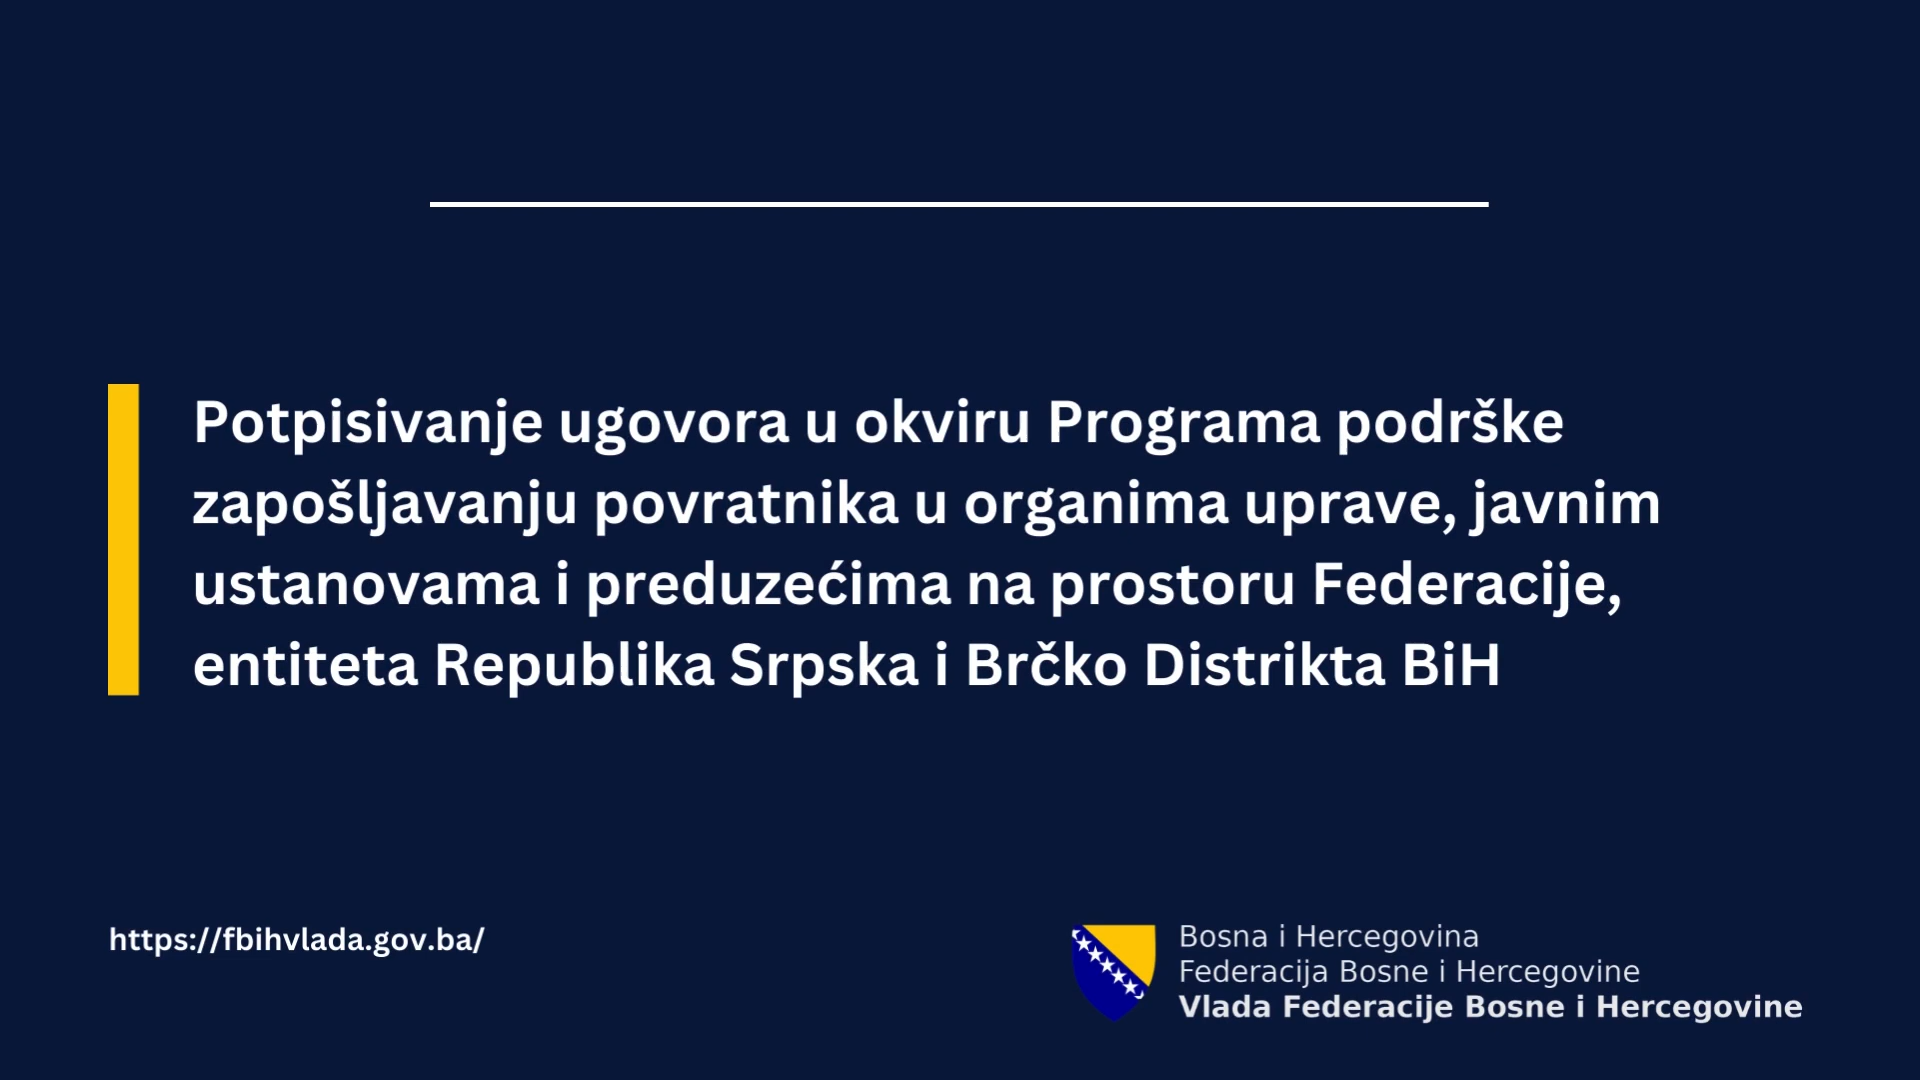 Potpisivanje ugovora u okviru Programa podrške
zapošljavanju povratnika u organima uprave, javnim
ustanovama i preduzećima na prostoru Federacije,
entiteta Republika Srpska i Brčko Distrikta BiH
https://fbihvlada.gov.ba/
Bosna i Hercegovina
Federacija Bosne i Hercegovine
Vlada Federacije Bosne i Hercegovine